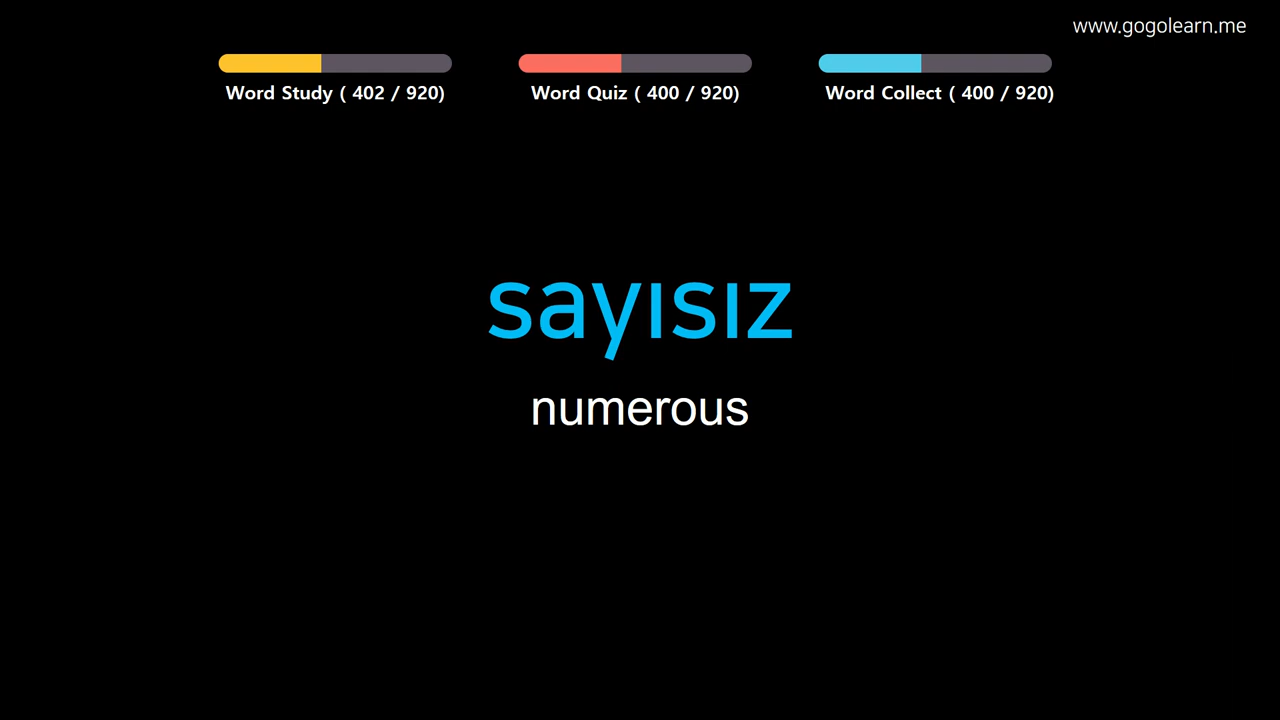 www.gogolearn.me
Word Study ( 402 / 920)
Word Quiz ( 400 / 920)
Word Collect ( 400 / 920)
sayısız
numerous